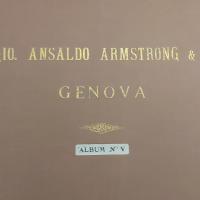 IO. ANSALDO ARMSTRONG &
GENOVA
ALBUM N° V